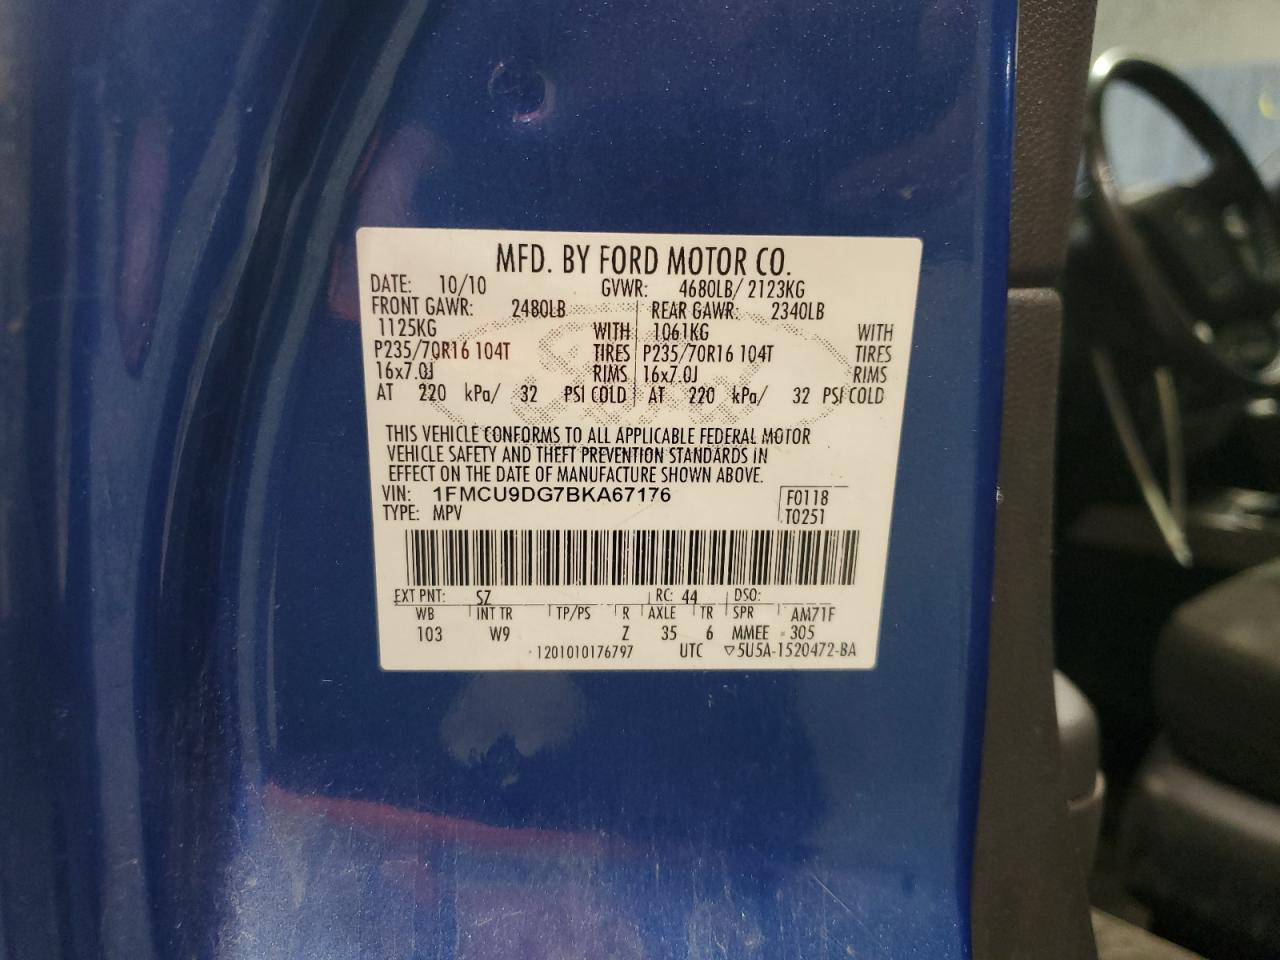 MFD. BY FORD MOTOR CO.
DATE: 10/10 GVWR: 4680LB/ 2123KG
FRONT GAWR: 2480LB REAR GAWR: 2340LB
1125KG WITH 1061KG WITH
P235/70R16 104T TIRES P235/70R16 104T TIRES
16x7.0J RIMS 16x7.0J RIMS
AT 220 kPa/ 32 PSI COLD AT 220 kPa/ 32 PSI COLD
THIS VEHICLE CONFORMS TO ALL APPLICABLE FEDERAL MOTOR
VEHICLE SAFETY AND THEFT PREVENTION STANDARDS IN
EFFECT ON THE DATE OF MANUFACTURE SHOWN ABOVE.
VIN: 1FMCU9DG7BKA67176 F0118
TYPE: MPV T0251
EXT PNT: SZ RC: 44 DSO:
WB INT TR TP/PS R AXLE TR SPR AM71F
103 W9 Z 35 6 MMEE 305
1201010176797 UTC ▽5U5A-1520472-BA